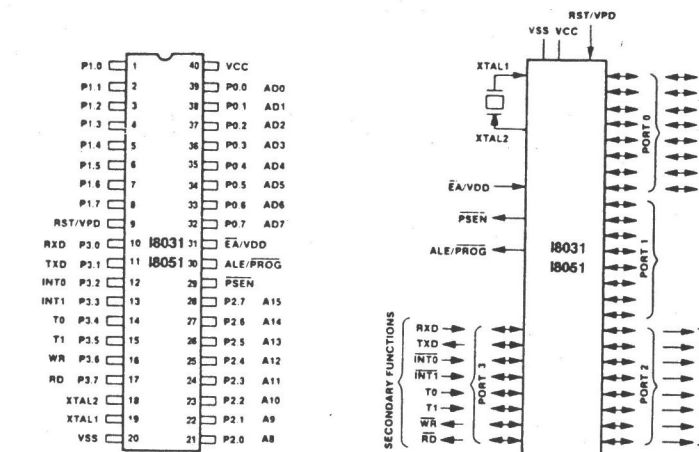 P1.0 1 40 VCC
P1.1 2 39 P0.0 AD0
P1.2 3 38 P0.1 AD1
P1.3 4 37 P0.2 AD2
P1.4 5 36 P0.3 AD3
P1.5 6 35 P0.4 AD4
P1.6 7 34 P0.5 AD5
P1.7 8 33 P0.6 AD6
RST/VPD 9 32 P0.7 AD7
RXD P3.0 10 I8031 31 EA/VDD
TXD P3.1 11 I8051 30 ALE/PROG
INT0 P3.2 12 29 PSEN
INT1 P3.3 13 28 P2.7 A15
T0 P3.4 14 27 P2.6 A14
T1 P3.5 15 26 P2.5 A13
WR P3.6 16 25 P2.4 A12
RD P3.7 17 24 P2.3 A11
XTAL2 18 23 P2.2 A10
XTAL1 19 22 P2.1 A9
VSS 20 21 P2.0 A8
RST/VPD
VSS VCC
XTAL1
XTAL2
EA/VDD
PSEN
ALE/PROG
I8031
I8051
PORT 0
PORT 1
PORT 2
SECONDARY FUNCTIONS
RXD
TXD
INT0
INT1
T0
T1
WR
RD
PORT 3